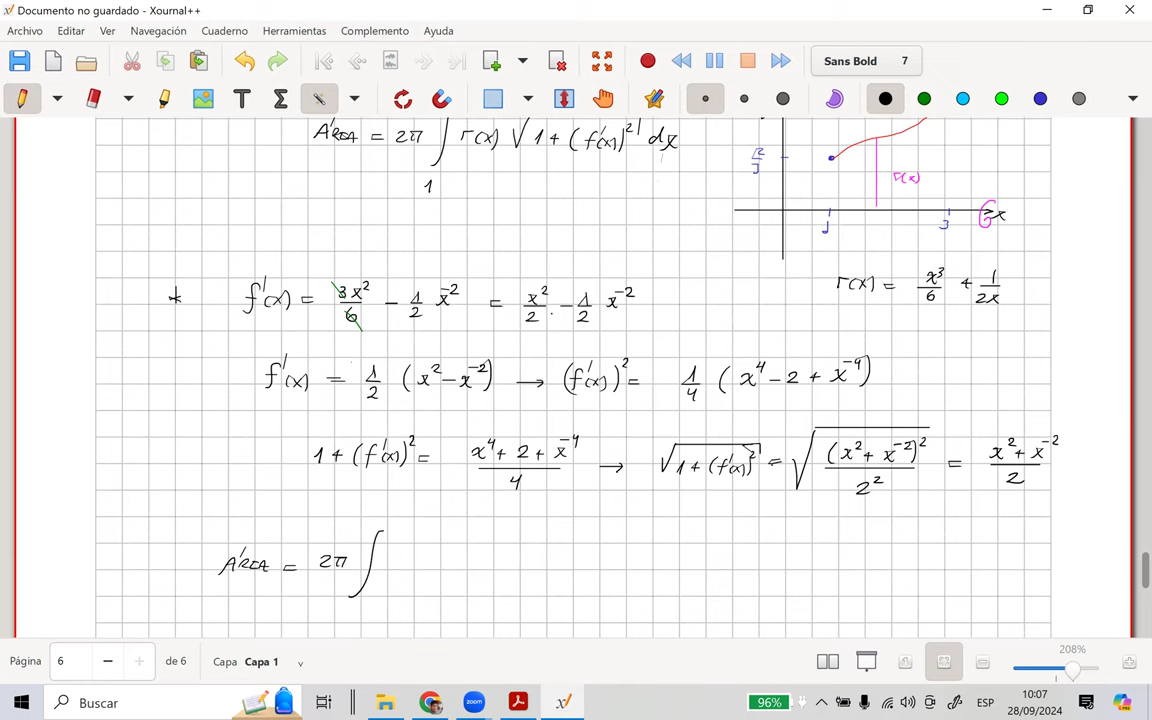 Documento no guardado - Xournal++
Archivo Editar Ver Navegación Cuaderno Herramientas Complemento Ayuda
Sans Bold 7
ÁREA = 2π ∫ r(x) √1 + (f'(x))² dx
1
r(x)
1 3 x
* f'(x) = 3x²/6 - 1/2 x⁻² = x²/2 - 1/2 x⁻²
r(x) = x³/6 + 1/2x
f'(x) = 1/2 (x² - x⁻²) → (f'(x))² = 1/4 (x⁴ - 2 + x⁻⁴)
1 + (f'(x))² = x⁴ + 2 + x⁻⁴/4 → √1 + (f'(x))² = √(x² + x⁻²)²/2² = x² + x⁻²/2
ÁREA = 2π ∫
Página 6 de 6 Capa Capa 1
208%
Buscar
96%
ESP
10:07
28/09/2024